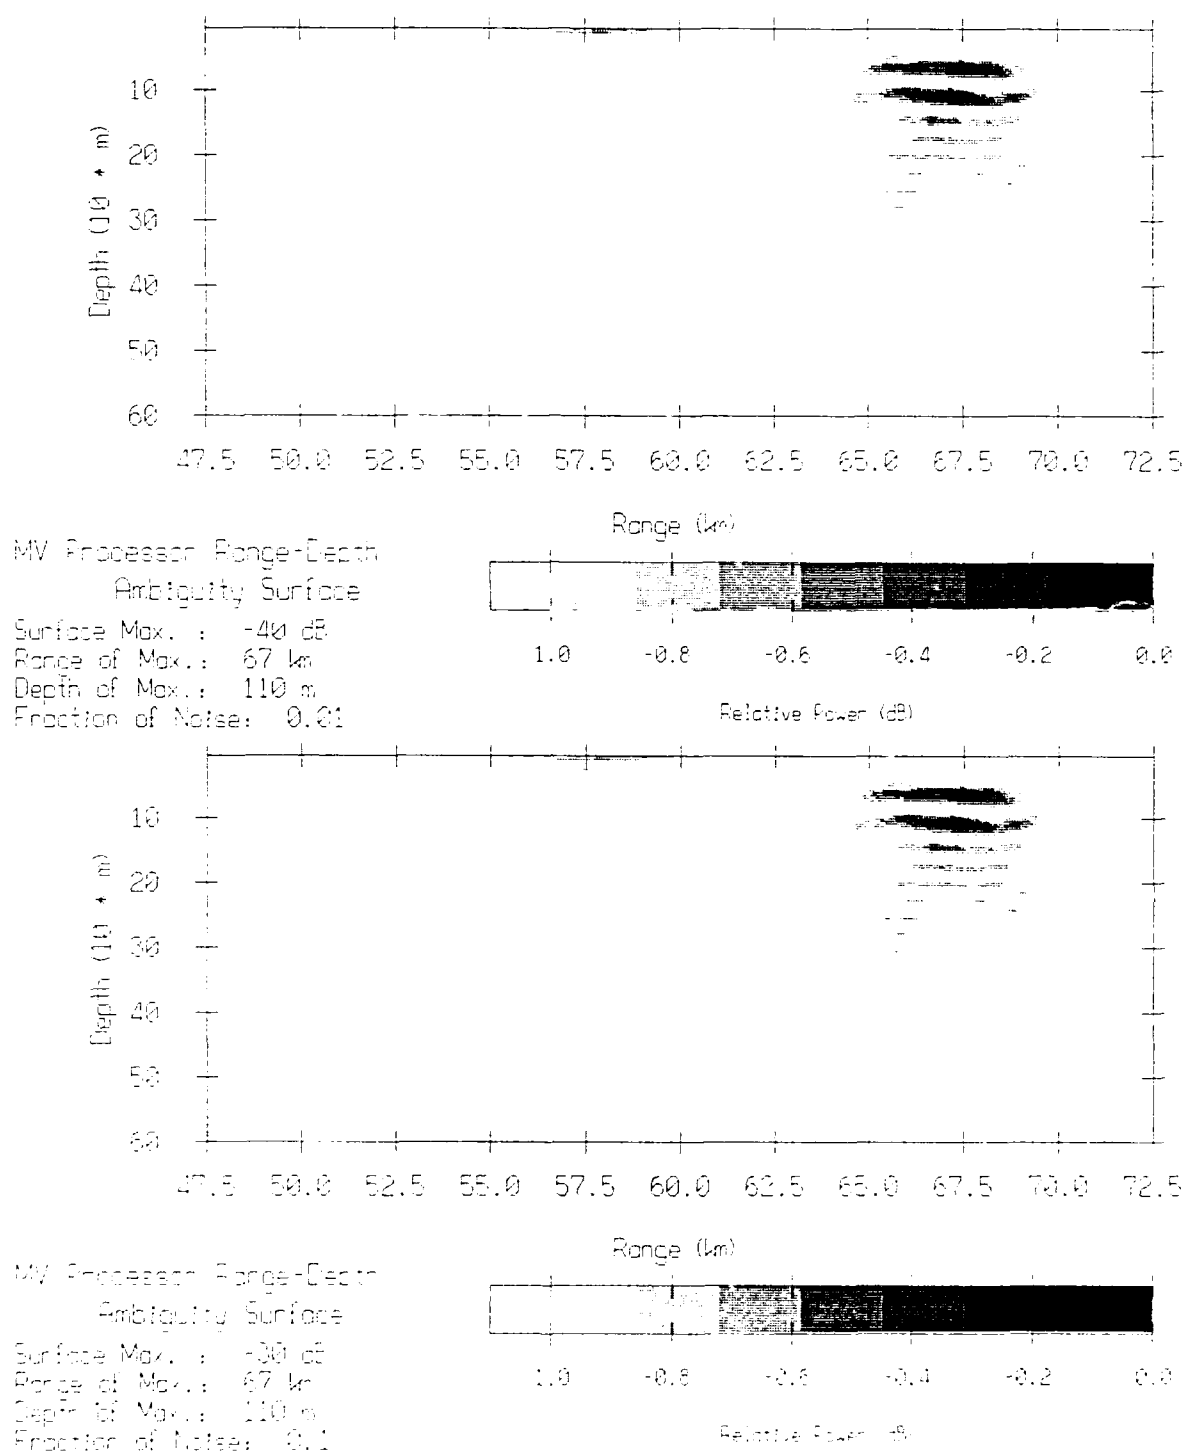 10
20
30
40
50
60
Depth (10 * m)
47.5 50.0 52.5 55.0 57.5 60.0 62.5 65.0 67.5 70.0 72.5
Range (km)
MV Processor Range-Depth
Ambiguity Surface
Surface Max. : -40 dB
Range of Max.: 67 km
Depth of Max.: 110 m
Fraction of Noise: 0.01
1.0 -0.8 -0.6 -0.4 -0.2 0.0
Relative Power (dB)
10
20
30
40
50
60
Depth (10 * m)
47.5 50.0 52.5 55.0 57.5 60.0 62.5 65.0 67.5 70.0 72.5
Range (km)
MV Processor Range-Depth
Ambiguity Surface
Surface Max. : -30 dB
Range of Max.: 67 km
Depth of Max.: 110 m
Fraction of Noise: 0.1
1.0 -0.8 -0.6 -0.4 -0.2 0.0
Relative Power (dB)